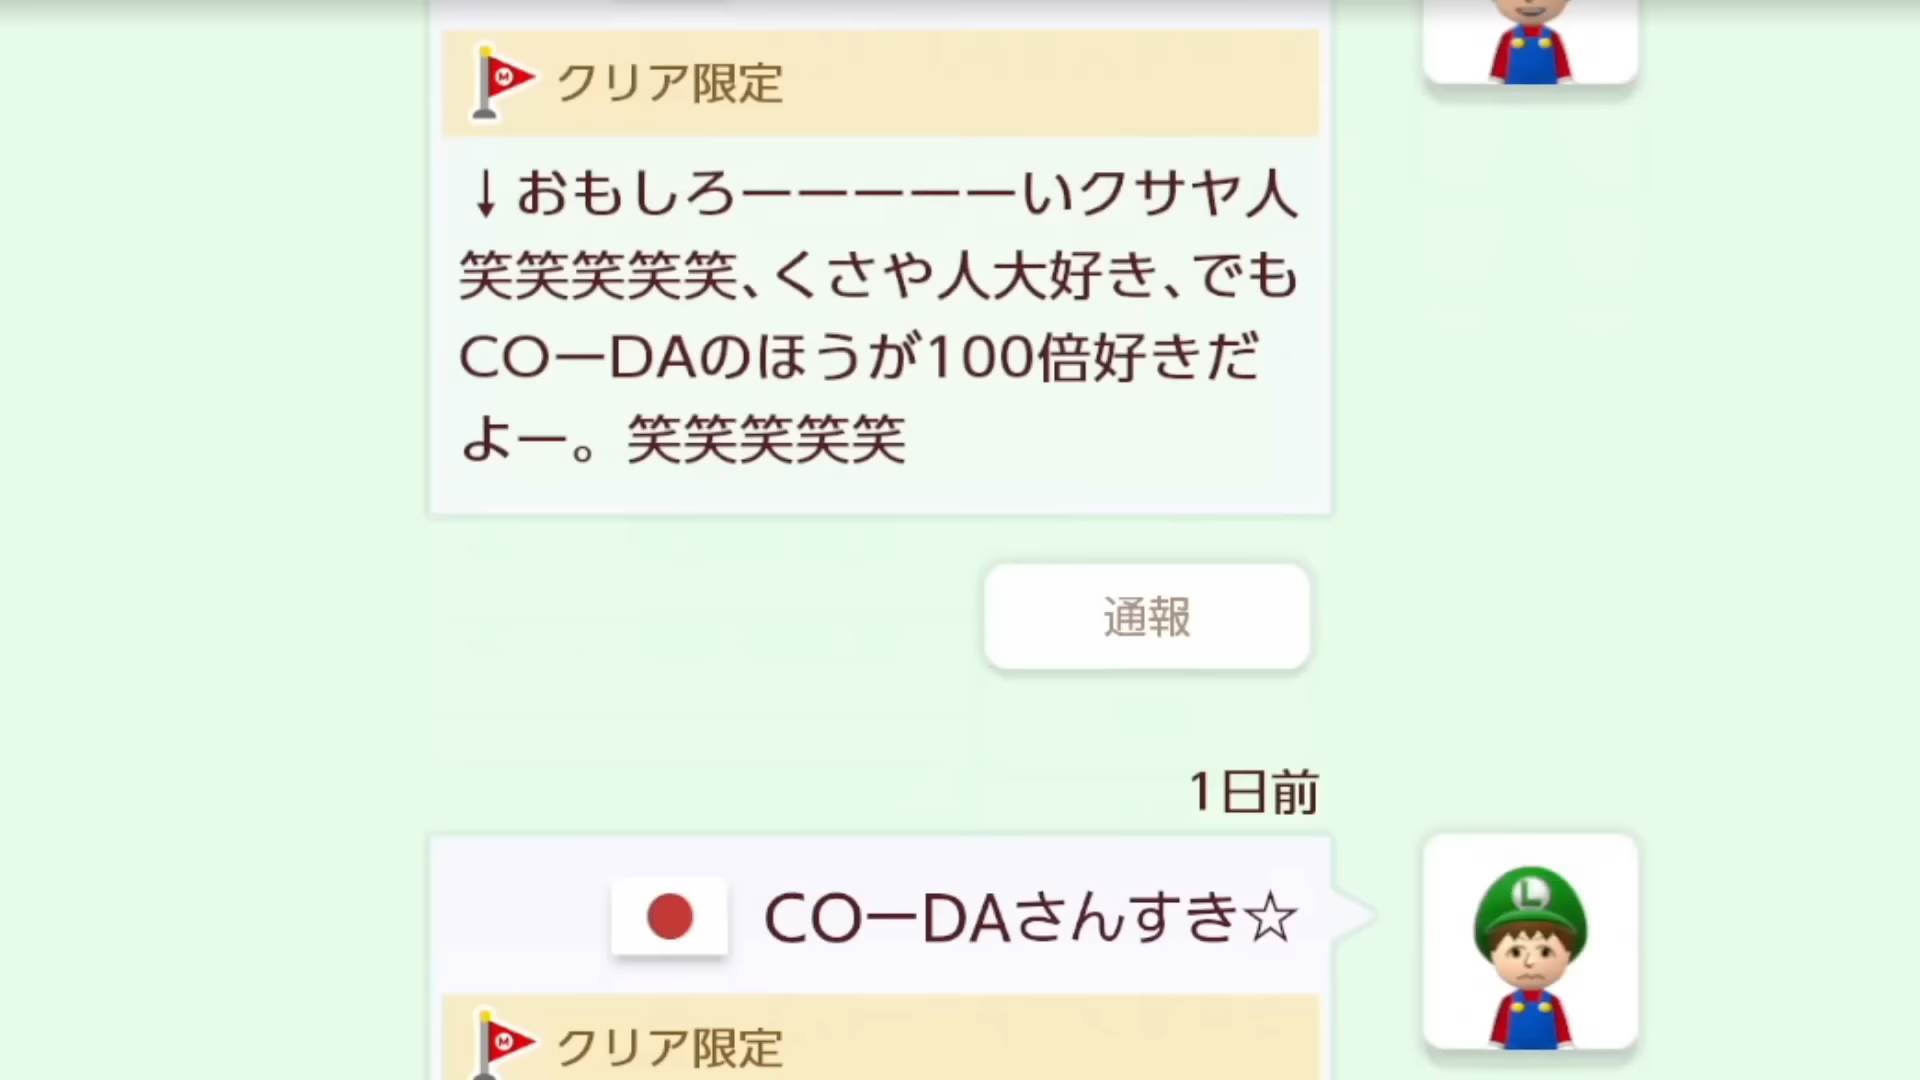 クリア限定
↓おもしろーーーーーいクサヤ人
笑笑笑笑笑、くさや人大好き、でも
COーDAのほうが100倍好きだ
よー。笑笑笑笑笑
通報
1日前
COーDAさんすき☆
L
クリア限定